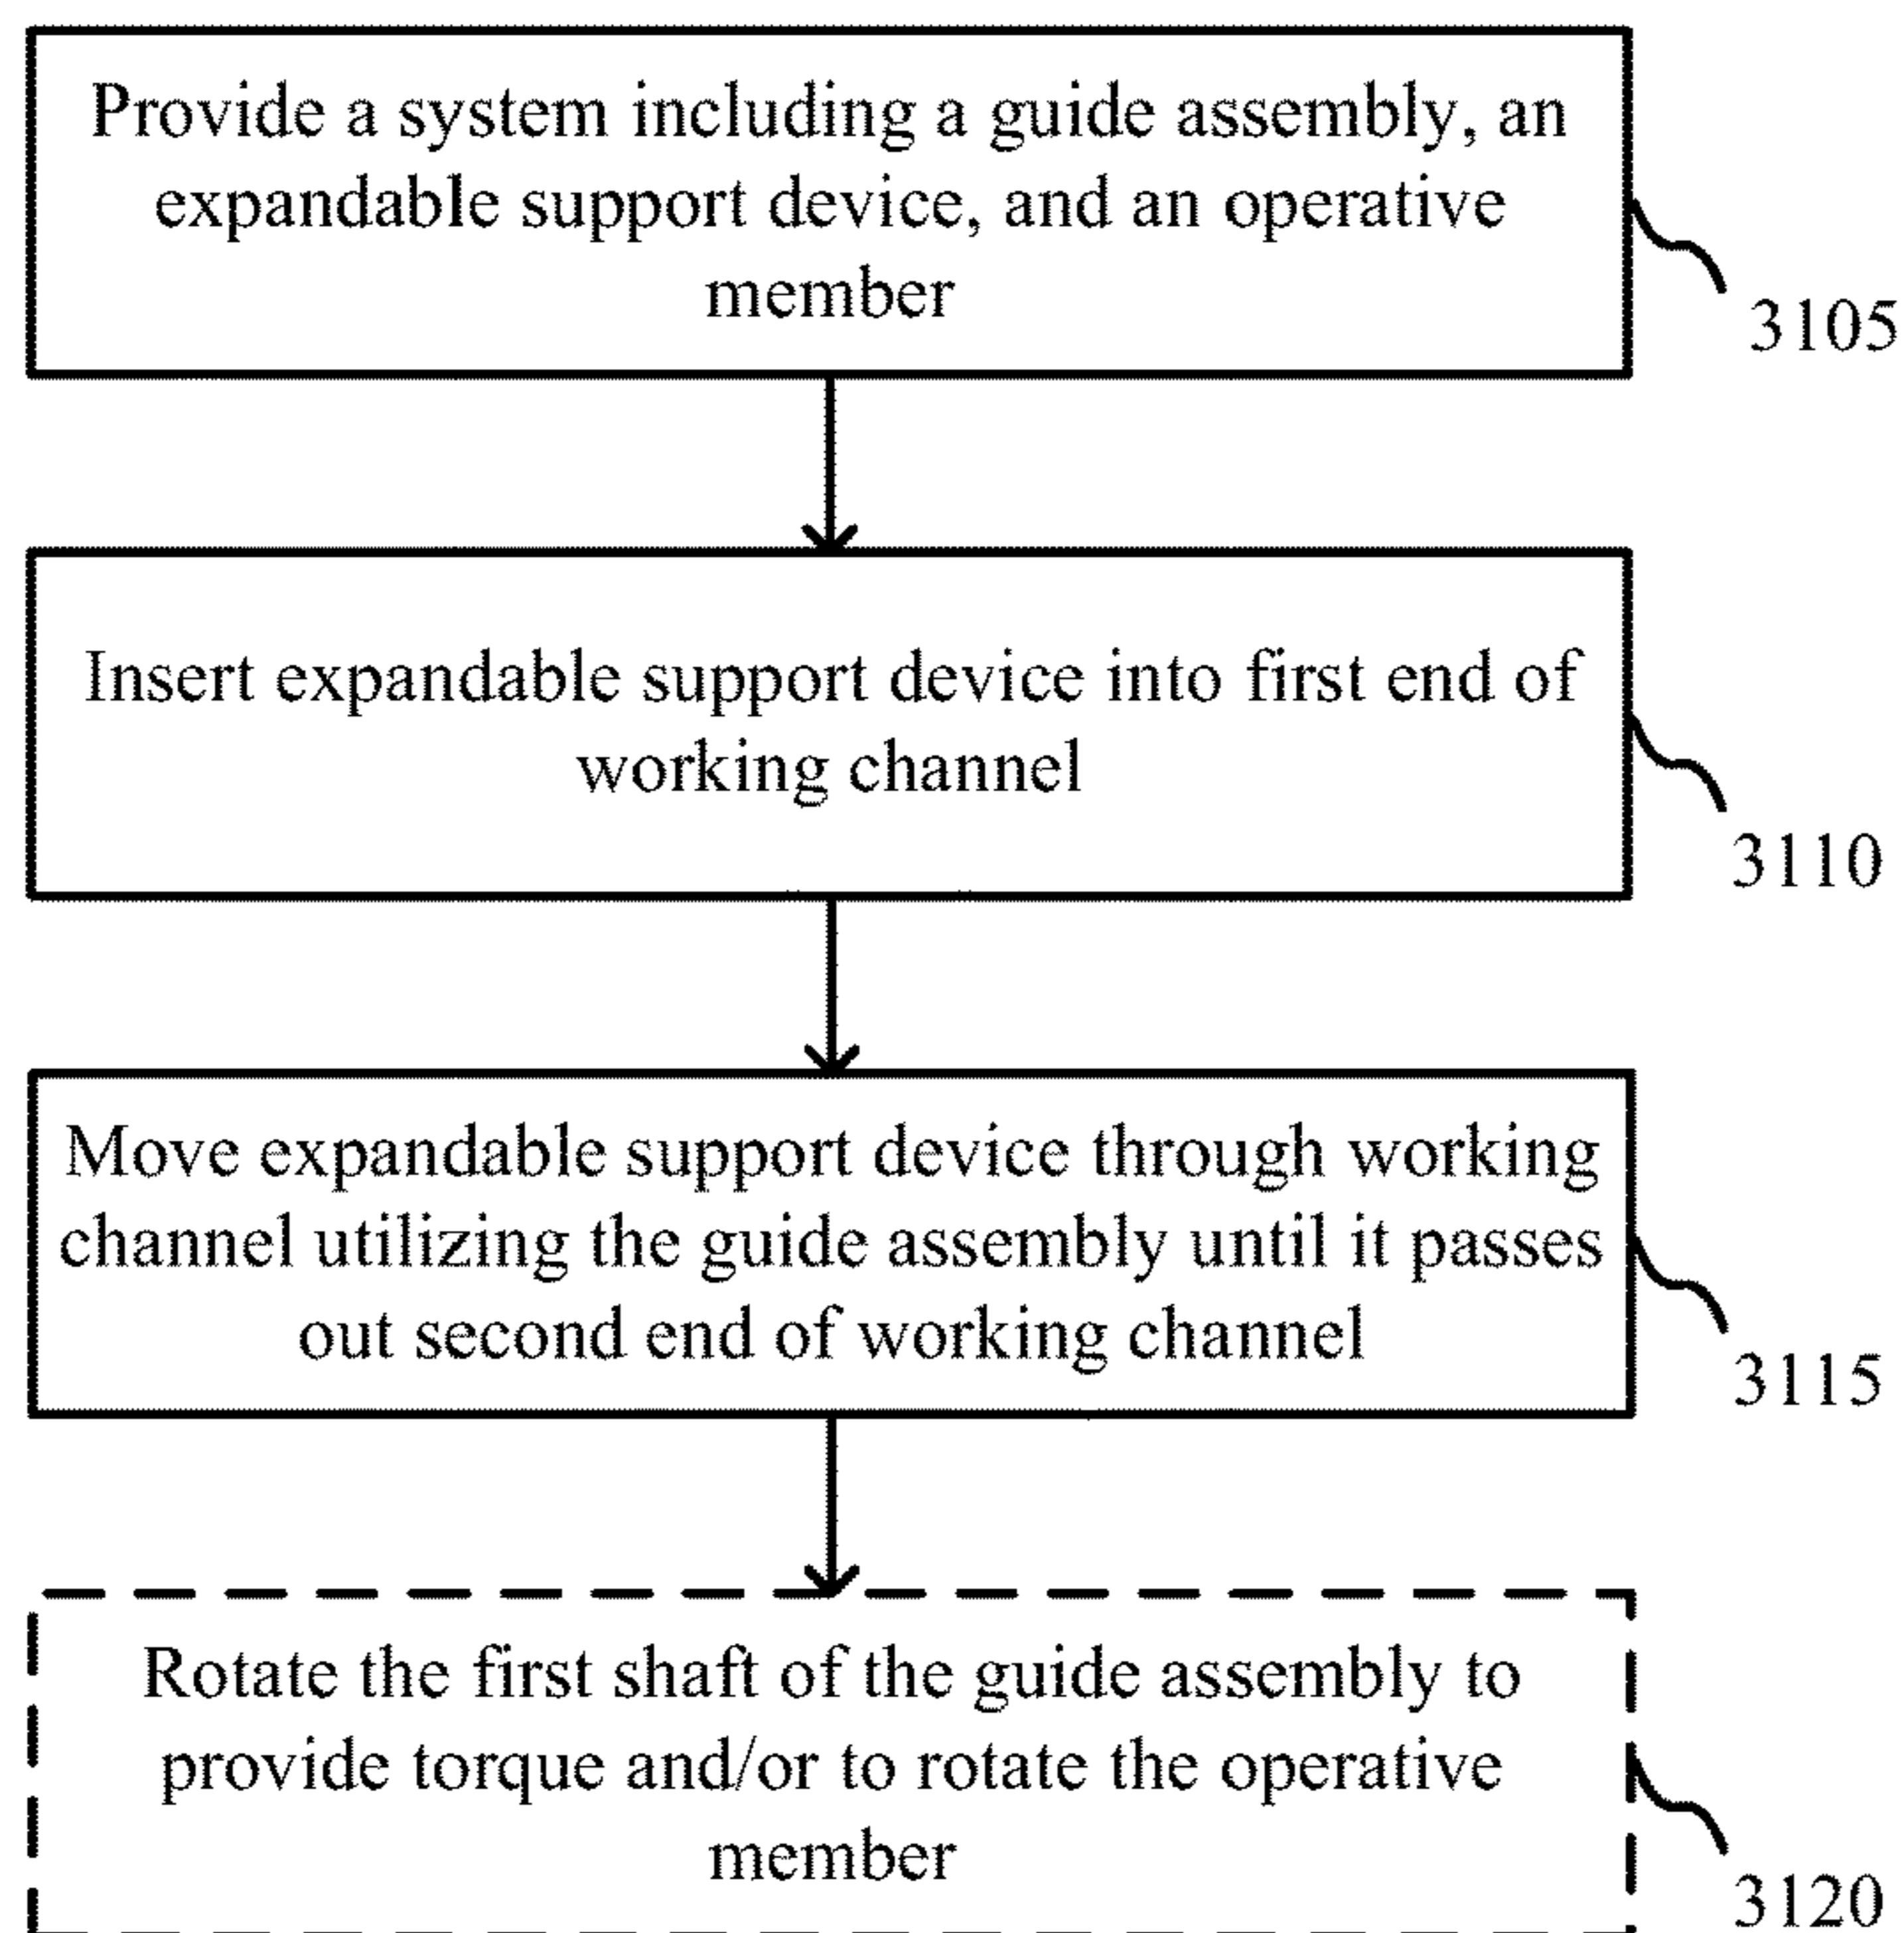 Provide a system including a guide assembly, an
expandable support device, and an operative
member
3105
Insert expandable support device into first end of
working channel
3110
Move expandable support device through working
channel utilizing the guide assembly until it passes
out second end of working channel
3115
Rotate the first shaft of the guide assembly to
provide torque and/or to rotate the operative
member
3120